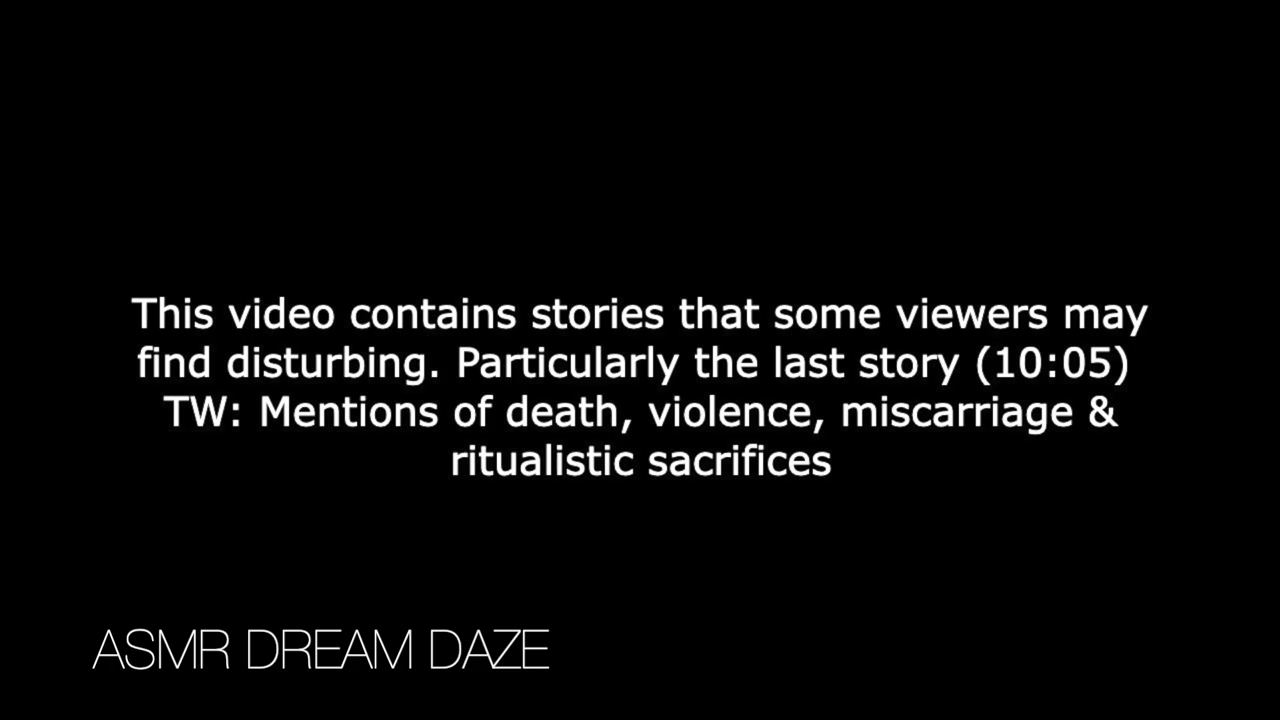 This video contains stories that some viewers may
find disturbing. Particularly the last story (10:05)
TW: Mentions of death, violence, miscarriage &
ritualistic sacrifices
ASMR DREAM DAZE